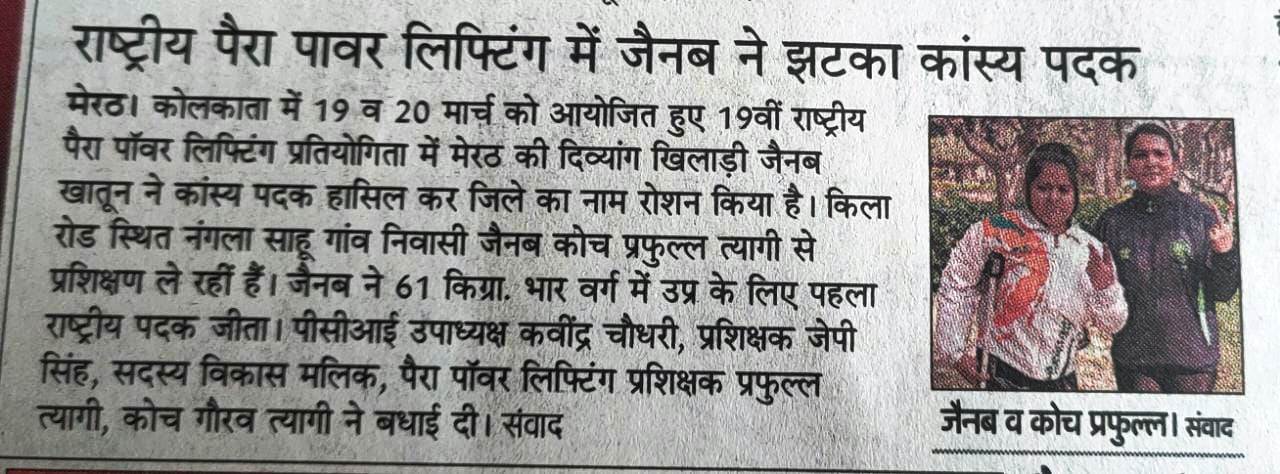 राष्ट्रीय पैरा पावर लिफ्टिंग में जैनब ने झटका कांस्य पदक
मेरठ। कोलकाता में 19 व 20 मार्च को आयोजित हुए 19वीं राष्ट्रीय
पैरा पॉवर लिफ्टिंग प्रतियोगिता में मेरठ की दिव्यांग खिलाड़ी जैनब
खातून ने कांस्य पदक हासिल कर जिले का नाम रोशन किया है। किला
रोड स्थित नंगला साहू गांव निवासी जैनब कोच प्रफुल्ल त्यागी से
प्रशिक्षण ले रहीं हैं। जैनब ने 61 किग्रा. भार वर्ग में उप्र के लिए पहला
राष्ट्रीय पदक जीता। पीसीआई उपाध्यक्ष कवींद्र चौधरी, प्रशिक्षक जेपी
सिंह, सदस्य विकास मलिक, पैरा पॉवर लिफ्टिंग प्रशिक्षक प्रफुल्ल
त्यागी, कोच गौरव त्यागी ने बधाई दी। संवाद
जैनब व कोच प्रफुल्ल। संवाद